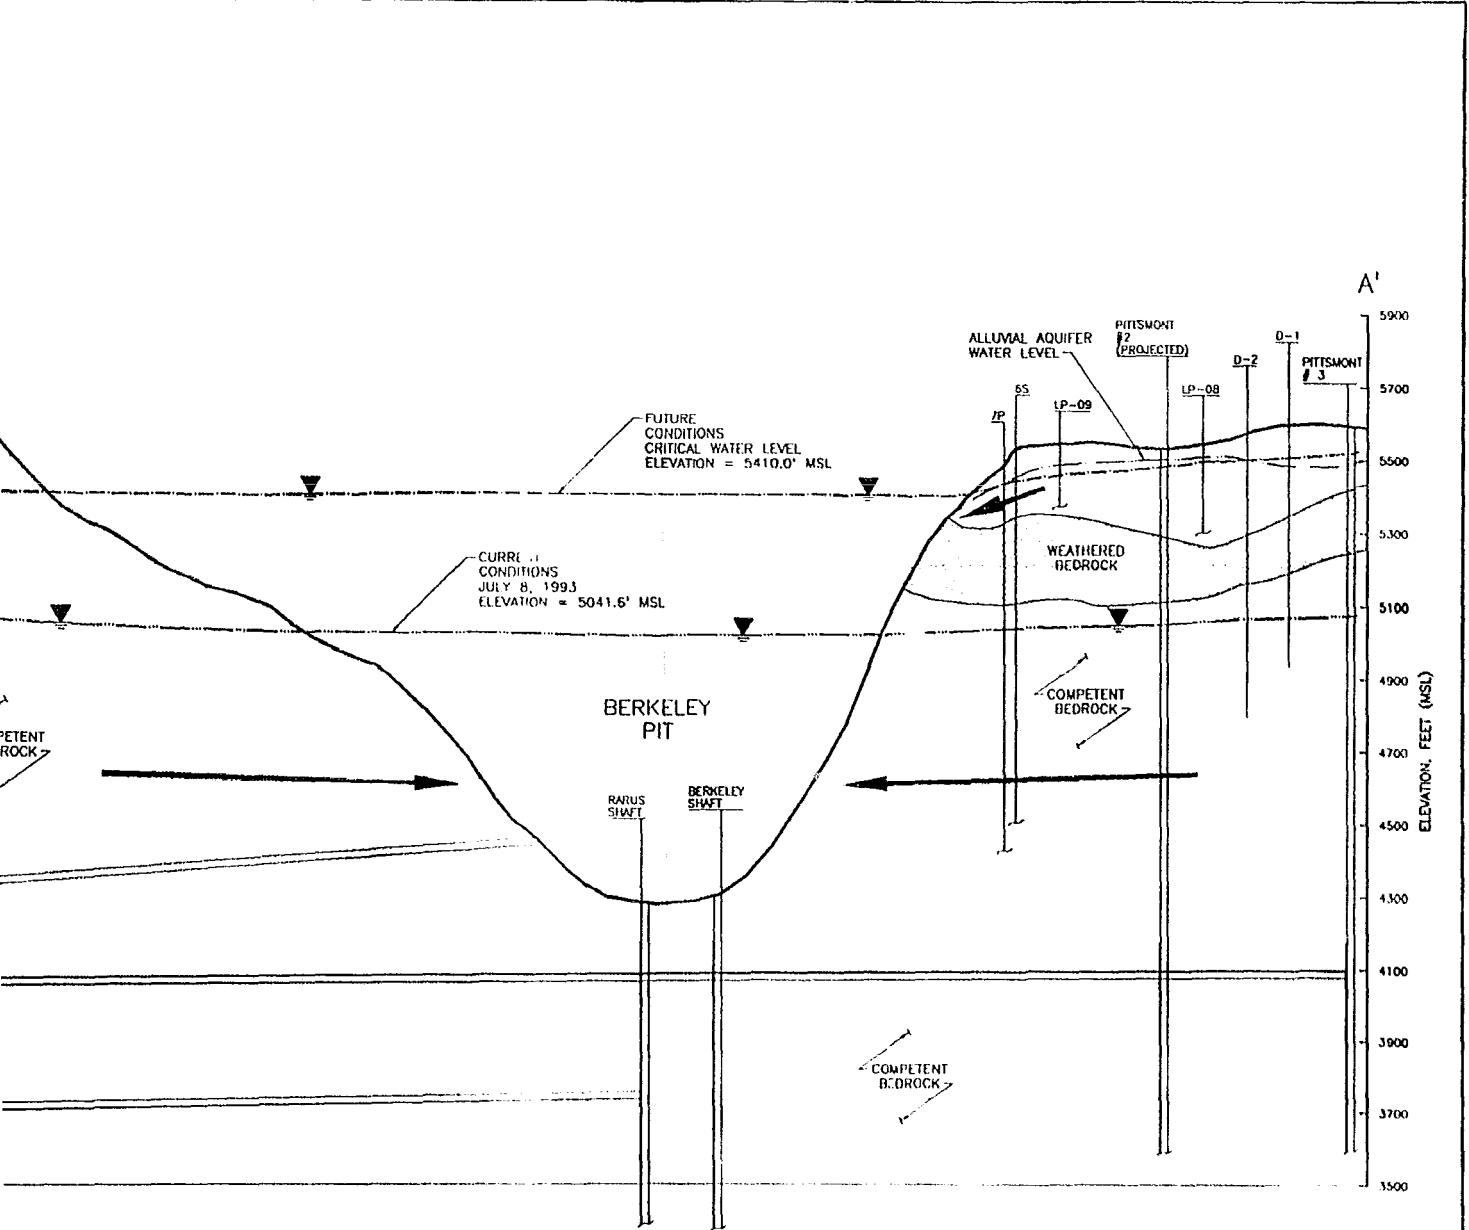 A'
5900
PITTSMONT
#2
(PROJECTED)
ALLUVIAL AQUIFER
WATER LEVEL
D-1
D-2
PITTSMONT
# 3
5700
6S
LP-08
LP-09
FUTURE
CONDITIONS
CRITICAL WATER LEVEL
ELEVATION = 5410.0' MSL
5500
5300
WEATHERED
BEDROCK
CONDITIONS
JULY 8, 1993
ELEVATION = 5041.6' MSL
5100
4900
COMPETENT
BEDROCK
BERKELEY
PIT
PETENT
ROCK
4700
ELEVATION, FEET (MSL)
BERKELEY
SHAFT
RARUS
SHAFT
4500
4300
4100
3900
COMPETENT
BEDROCK
3700
3500